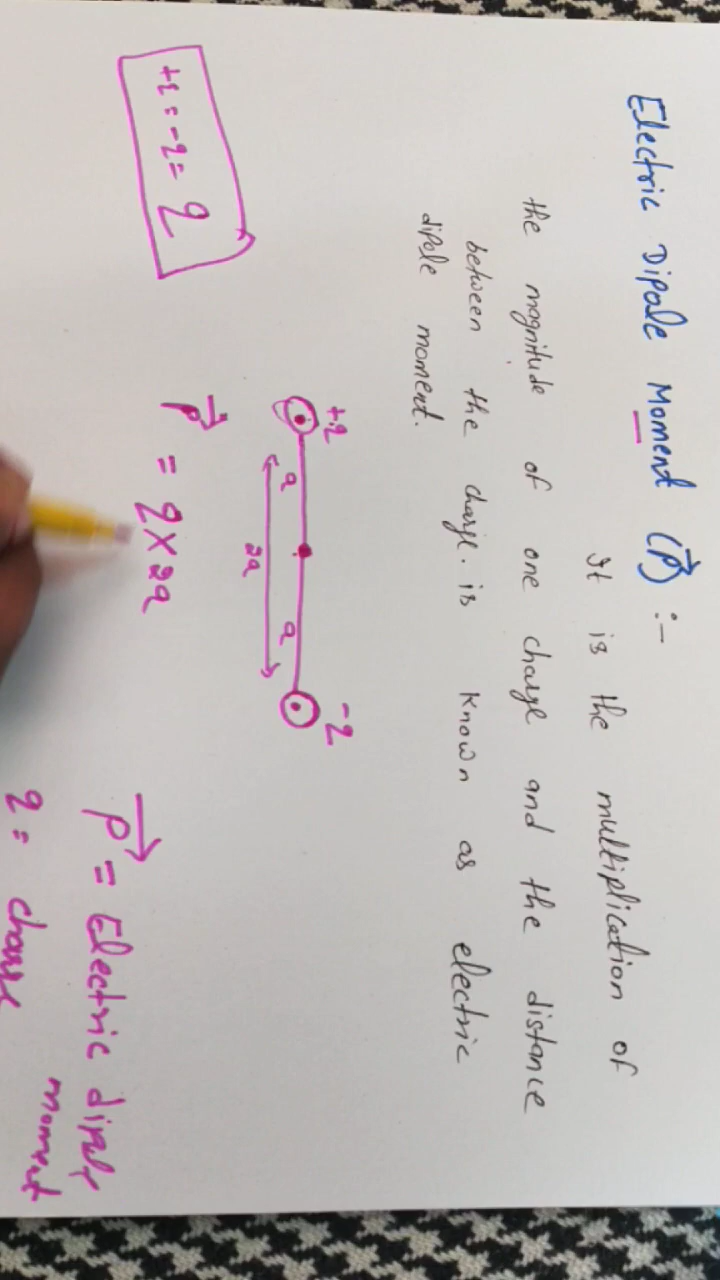 Electric Dipole Moment (P⃗) :-
It is the multiplication of
the magnitude of one charge and the distance
between the charge. is known as electric
dipole moment.
+q -q
a a
2a
+q = -q = q
P⃗ = q × 2a
P⃗ = Electric dipole
moment
q = charge